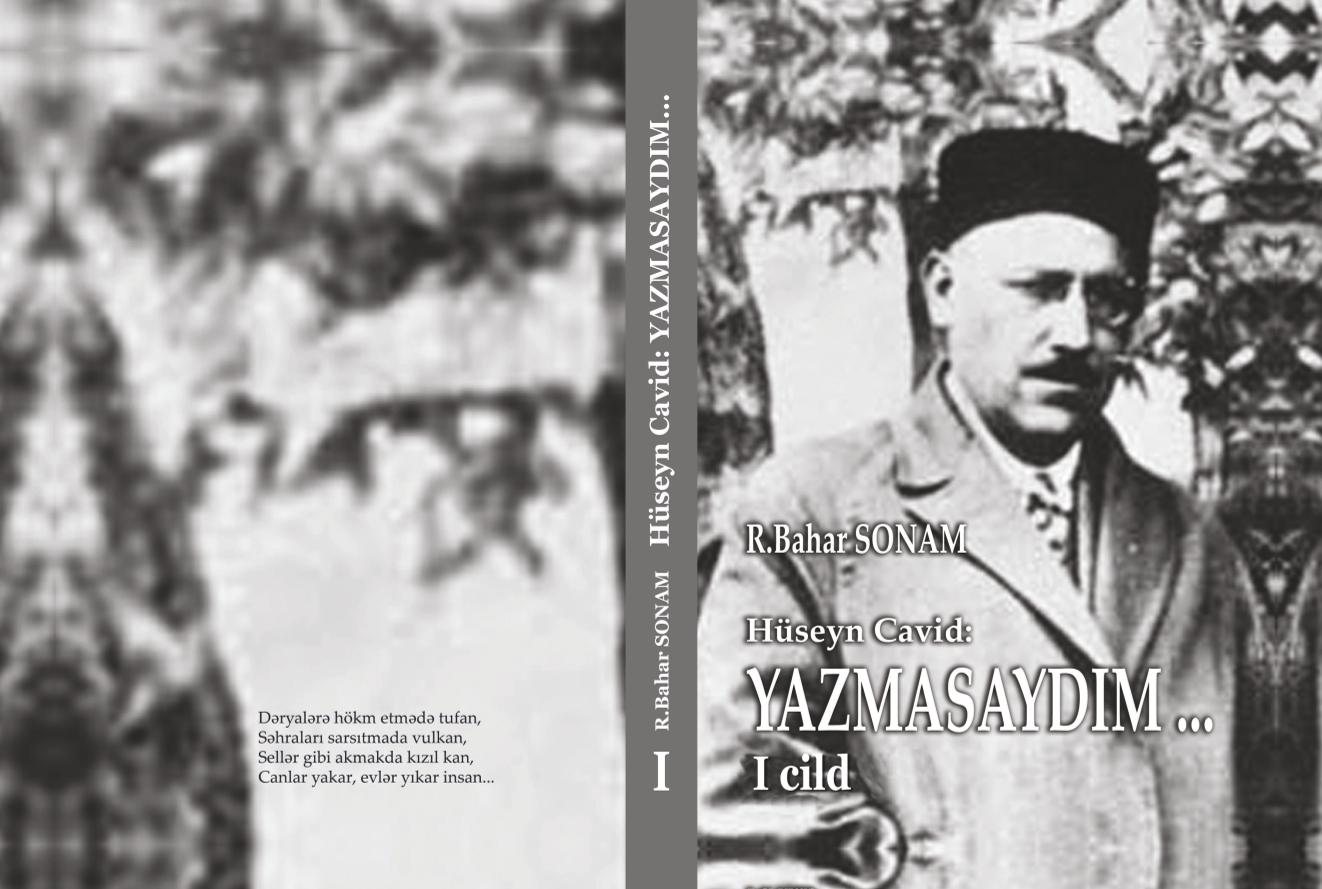 Dəryalərə hökm etmədə tufan,
Səhraları sarsıtmada vulkan,
Sellər gibi akmakda kızıl kan,
Canlar yakar, evlər yıkar insan...
I R.Bahar SONAM Hüseyn Cavid: YAZMASAYDIM...
R.Bahar SONAM
Hüseyn Cavid:
YAZMASAYDIM ...
I cild